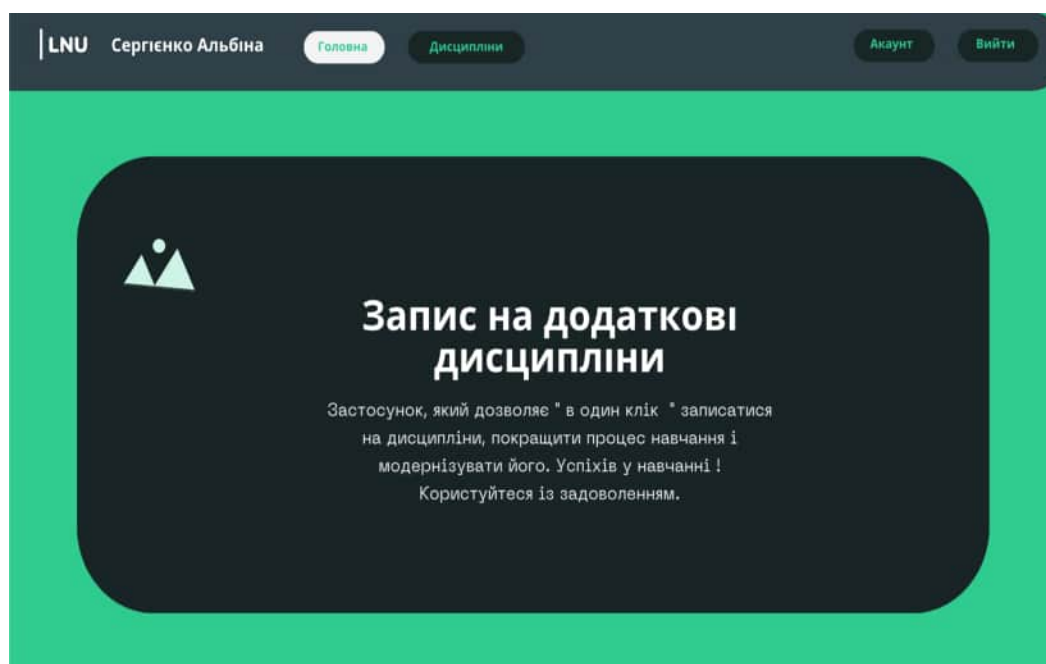 LNU Сергієнко Альбіна Головна Дисципліни Акаунт Вийти
Запис на додаткові
дисципліни
Застосунок, який дозволяє " в один клік " записатися
на дисципліни, покращити процес навчання і
модернізувати його. Успіхів у навчанні !
Користуйтеся із задоволенням.